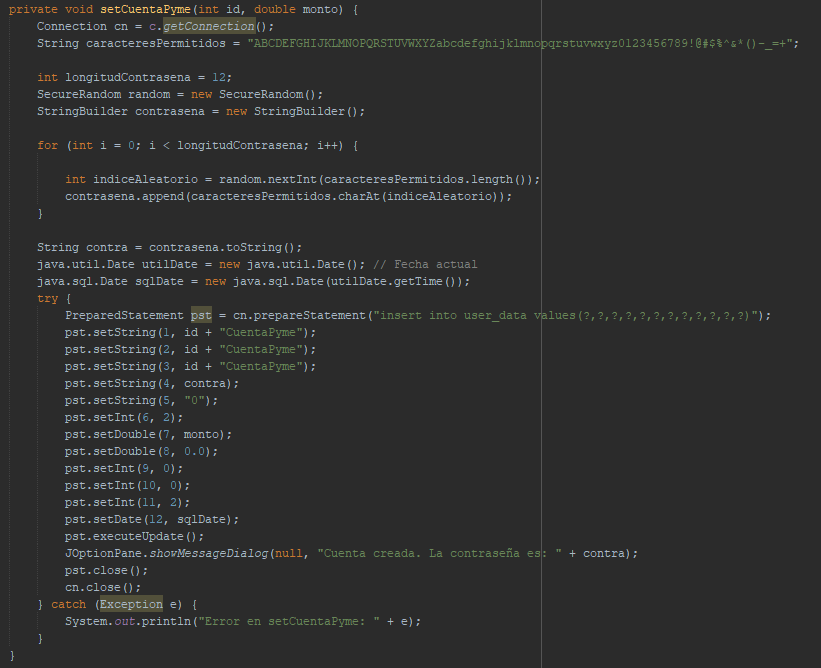 private void setCuentaPyme(int id, double monto) {
Connection cn = c.getConnection();
String caracteresPermitidos = "ABCDEFGHIJKLMNOPQRSTUVWXYZabcdefghijklmnopqrstuvwxyz0123456789!@#$%^&*()-_=+";
int longitudContrasena = 12;
SecureRandom random = new SecureRandom();
StringBuilder contrasena = new StringBuilder();
for (int i = 0; i < longitudContrasena; i++) {
int indiceAleatorio = random.nextInt(caracteresPermitidos.length());
contrasena.append(caracteresPermitidos.charAt(indiceAleatorio));
}
String contra = contrasena.toString();
java.util.Date utilDate = new java.util.Date(); // Fecha actual
java.sql.Date sqlDate = new java.sql.Date(utilDate.getTime());
try {
PreparedStatement pst = cn.prepareStatement("insert into user_data values(?,?,?,?,?,?,?,?,?,?,?,?)");
pst.setString(1, id + "CuentaPyme");
pst.setString(2, id + "CuentaPyme");
pst.setString(3, id + "CuentaPyme");
pst.setString(4, contra);
pst.setString(5, "0");
pst.setInt(6, 2);
pst.setDouble(7, monto);
pst.setDouble(8, 0.0);
pst.setInt(9, 0);
pst.setInt(10, 0);
pst.setInt(11, 2);
pst.setDate(12, sqlDate);
pst.executeUpdate();
JOptionPane.showMessageDialog(null, "Cuenta creada. La contraseña es: " + contra);
pst.close();
cn.close();
} catch (Exception e) {
System.out.println("Error en setCuentaPyme: " + e);
}
}